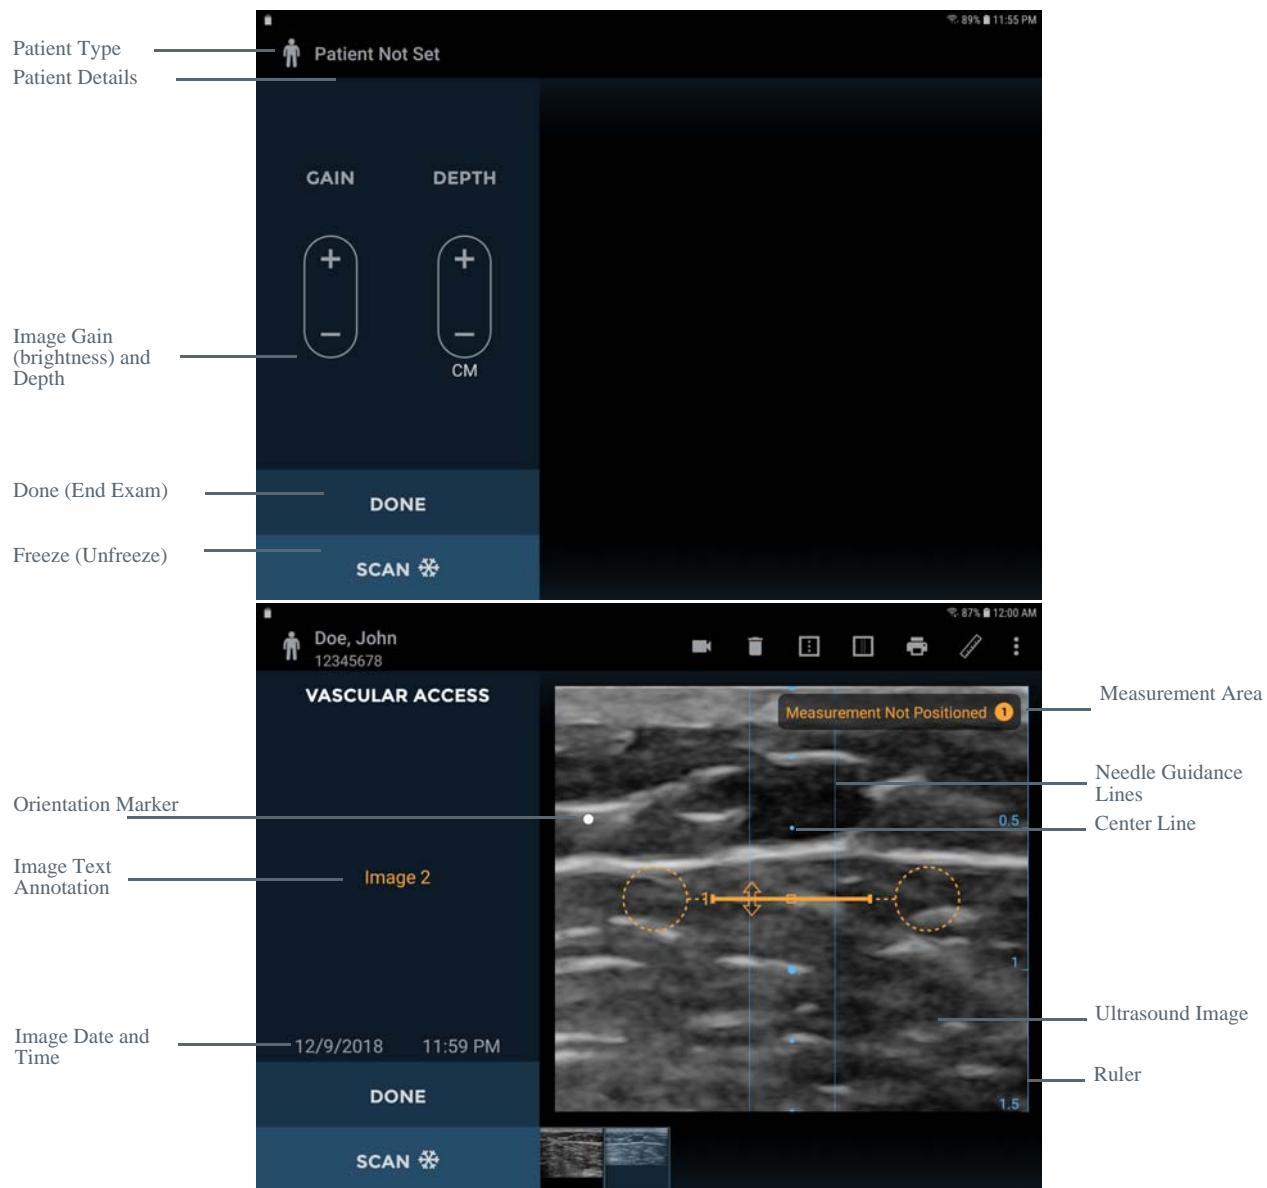 89% 11:55 PM
Patient Type
Patient Not Set
Patient Details
GAIN
DEPTH
+
+
Image Gain
(brightness) and
Depth
−
−
CM
Done (End Exam)
DONE
Freeze (Unfreeze)
SCAN
87% 12:00 AM
Doe, John
12345678
VASCULAR ACCESS
Measurement Area
Measurement Not Positioned 1
Needle Guidance
Lines
Orientation Marker
0.5
Center Line
Image Text
Annotation
Image 2
1
1
Ultrasound Image
Image Date and
Time
12/9/2018 11:59 PM
Ruler
DONE
1.5
SCAN